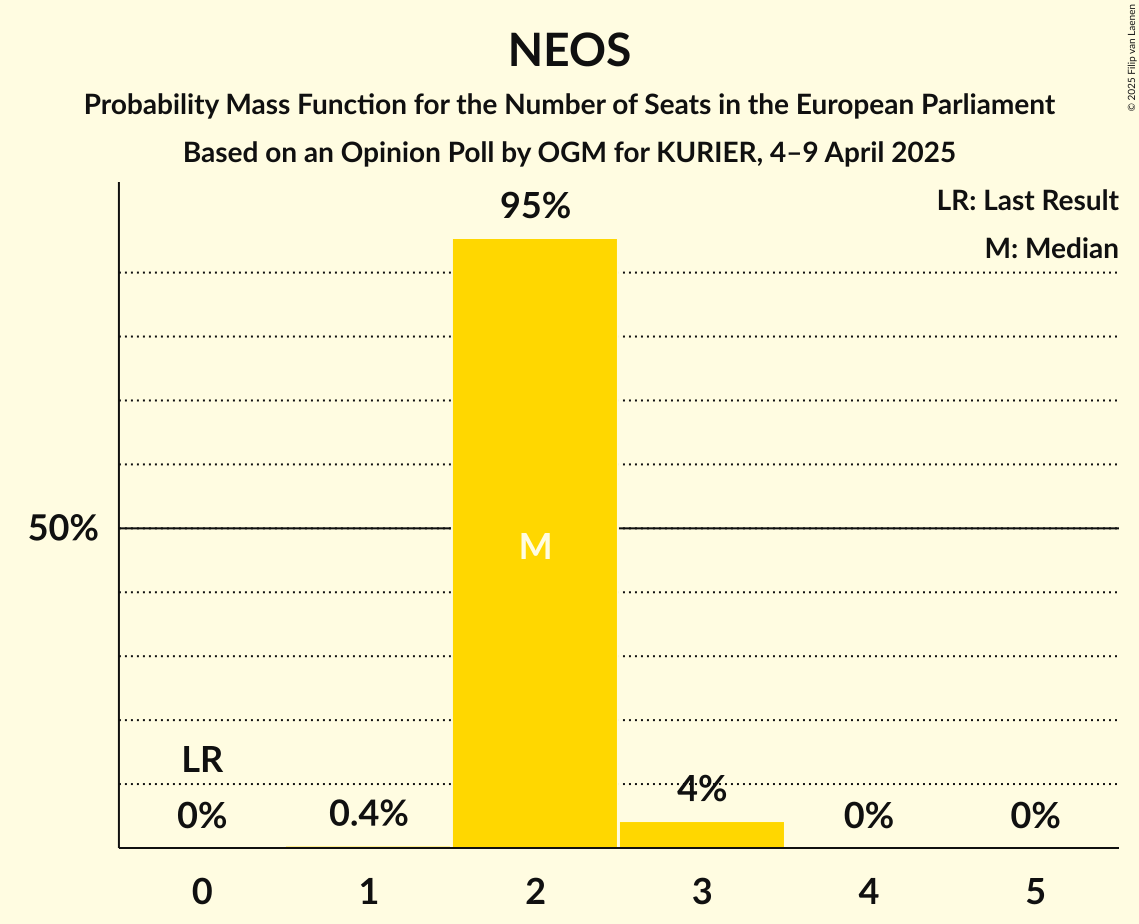 NEOS
Probability Mass Function for the Number of Seats in the European Parliament
Based on an Opinion Poll by OGM for KURIER, 4–9 April 2025
© 2025 Filip van Laenen
LR: Last Result
M: Median
95%
50%
M
LR
0%
0.4%
4%
0%
0%
0 1 2 3 4 5